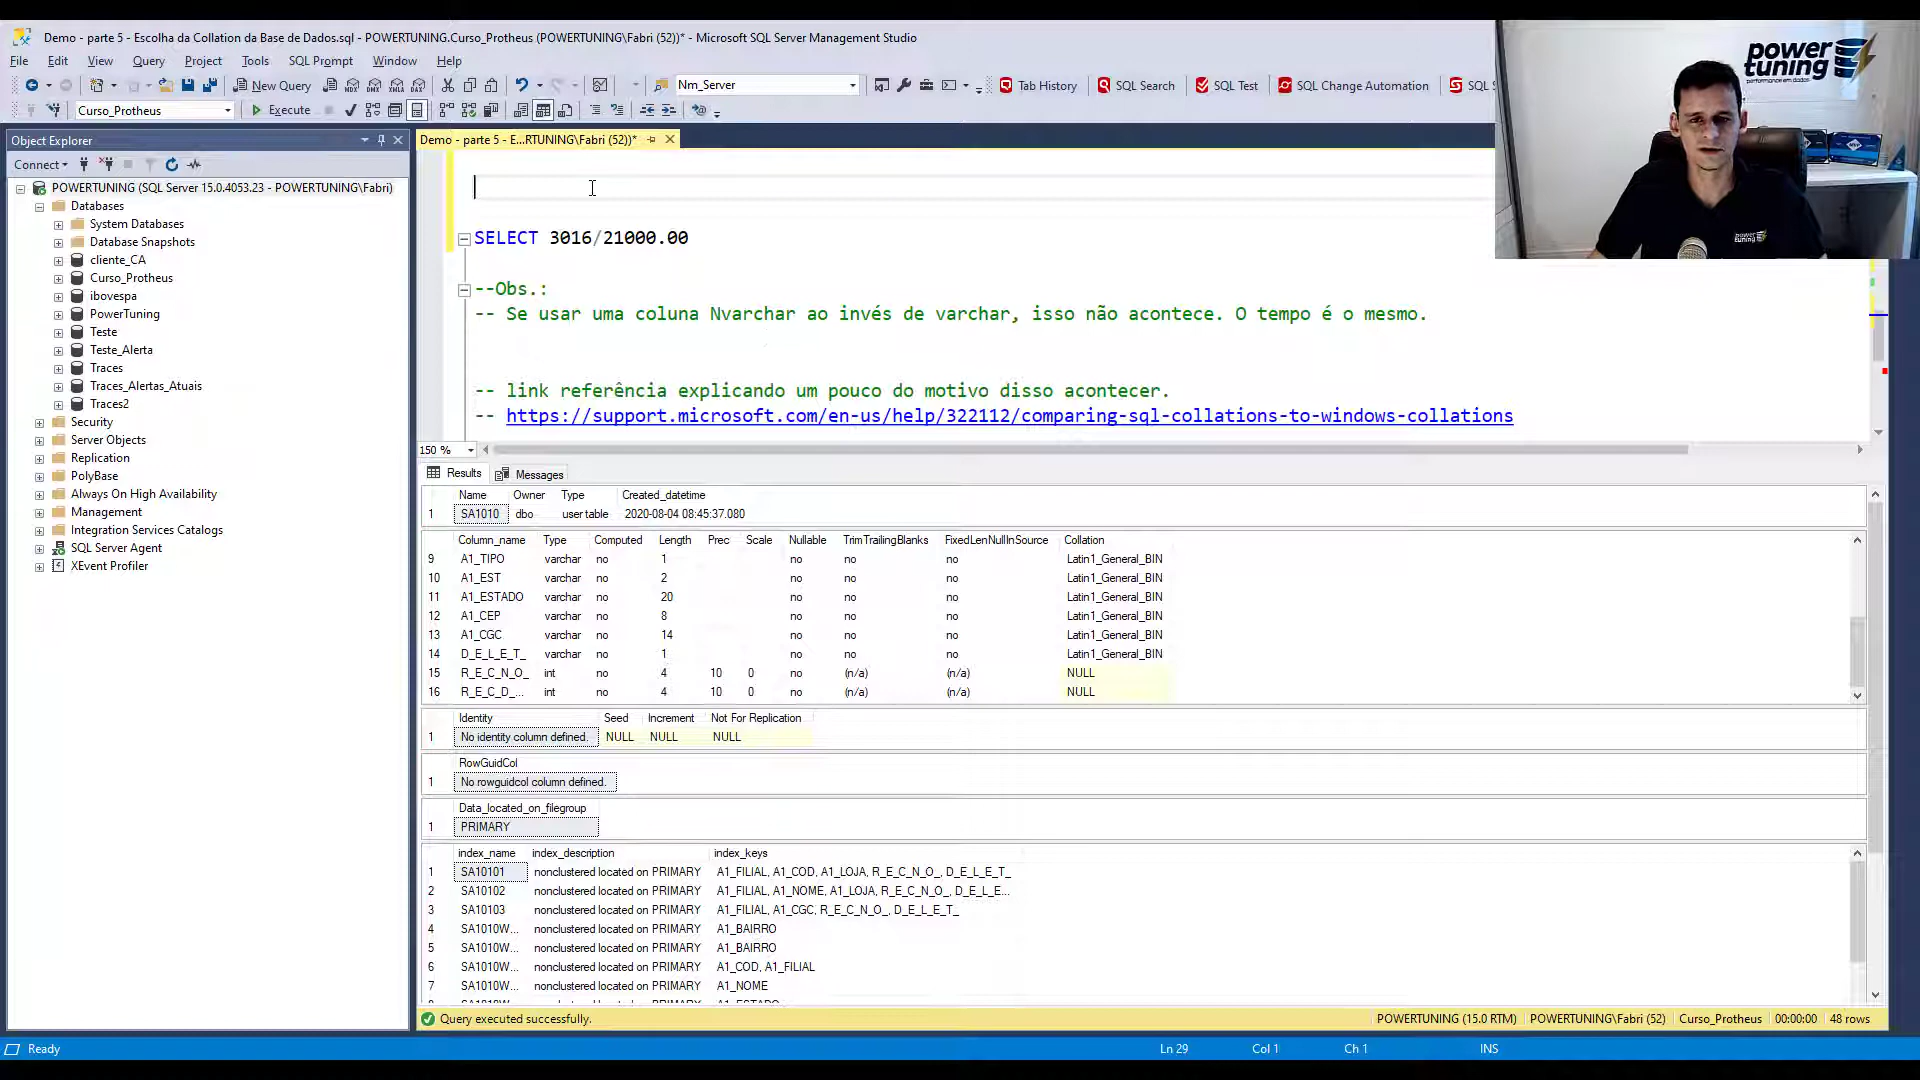 Demo - parte 5 - Escolha da Collation da Base de Dados.sql - POWERTUNING.Curso_Protheus (POWERTUNING\Fabri (52))* - Microsoft SQL Server Management Studio
File Edit View Query Project Tools SQL Prompt Window Help
New Query Nm_Server Tab History SQL Search SQL Test SQL Change Automation SQL S
Curso_Protheus Execute
Object Explorer
Connect
POWERTUNING (SQL Server 15.0.4053.23 - POWERTUNING\Fabri)
Databases
System Databases
Database Snapshots
cliente_CA
Curso_Protheus
ibovespa
PowerTuning
Teste
Teste_Alerta
Traces
Traces_Alertas_Atuais
Traces2
Security
Server Objects
Replication
PolyBase
Always On High Availability
Management
Integration Services Catalogs
SQL Server Agent
XEvent Profiler
Demo - parte 5 - E...RTUNING\Fabri (52))*
SELECT 3016/21000.00
--Obs.:
-- Se usar uma coluna Nvarchar ao invés de varchar, isso não acontece. O tempo é o mesmo.
-- link referência explicando um pouco do motivo disso acontecer.
-- https://support.microsoft.com/en-us/help/322112/comparing-sql-collations-to-windows-collations
150 %
Results Messages
Name Owner Type Created_datetime
1 SA1010 dbo user table 2020-08-04 08:45:37.080
Column_name Type Computed Length Prec Scale Nullable TrimTrailingBlanks FixedLenNullInSource Collation
9 A1_TIPO varchar no 1 no no no Latin1_General_BIN
10 A1_EST varchar no 2 no no no Latin1_General_BIN
11 A1_ESTADO varchar no 20 no no no Latin1_General_BIN
12 A1_CEP varchar no 8 no no no Latin1_General_BIN
13 A1_CGC varchar no 14 no no no Latin1_General_BIN
14 D_E_L_E_T_ varchar no 1 no no no Latin1_General_BIN
15 R_E_C_N_O_ int no 4 10 0 no (n/a) (n/a) NULL
16 R_E_C_D_... int no 4 10 0 no (n/a) (n/a) NULL
Identity Seed Increment Not For Replication
1 No identity column defined. NULL NULL NULL
RowGuidCol
1 No rowguidcol column defined.
Data_located_on_filegroup
1 PRIMARY
index_name index_description index_keys
1 SA10101 nonclustered located on PRIMARY A1_FILIAL, A1_COD, A1_LOJA, R_E_C_N_O_, D_E_L_E_T_
2 SA10102 nonclustered located on PRIMARY A1_FILIAL, A1_NOME, A1_LOJA, R_E_C_N_O_, D_E_L_E...
3 SA10103 nonclustered located on PRIMARY A1_FILIAL, A1_CGC, R_E_C_N_O_, D_E_L_E_T_
4 SA1010W... nonclustered located on PRIMARY A1_BAIRRO
5 SA1010W... nonclustered located on PRIMARY A1_BAIRRO
6 SA1010W... nonclustered located on PRIMARY A1_COD, A1_FILIAL
7 SA1010W... nonclustered located on PRIMARY A1_NOME
Query executed successfully. POWERTUNING (15.0 RTM) POWERTUNING\Fabri (52) Curso_Protheus 00:00:00 48 rows
Ready Ln 29 Col 1 Ch 1 INS
power
tuning
performance em dados
power
tuning